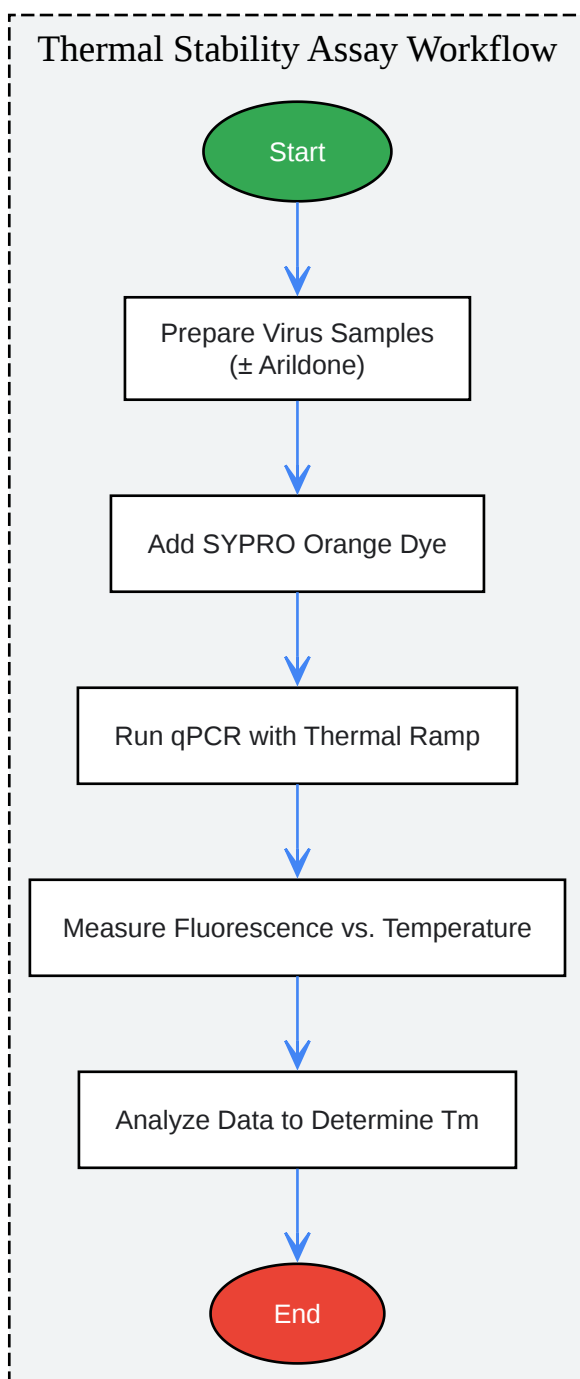 Thermal Stability Assay Workflow
Start
Prepare Virus Samples
(± Arildone)
Add SYPRO Orange Dye
Run qPCR with Thermal Ramp
Measure Fluorescence vs. Temperature
Analyze Data to Determine Tm
End